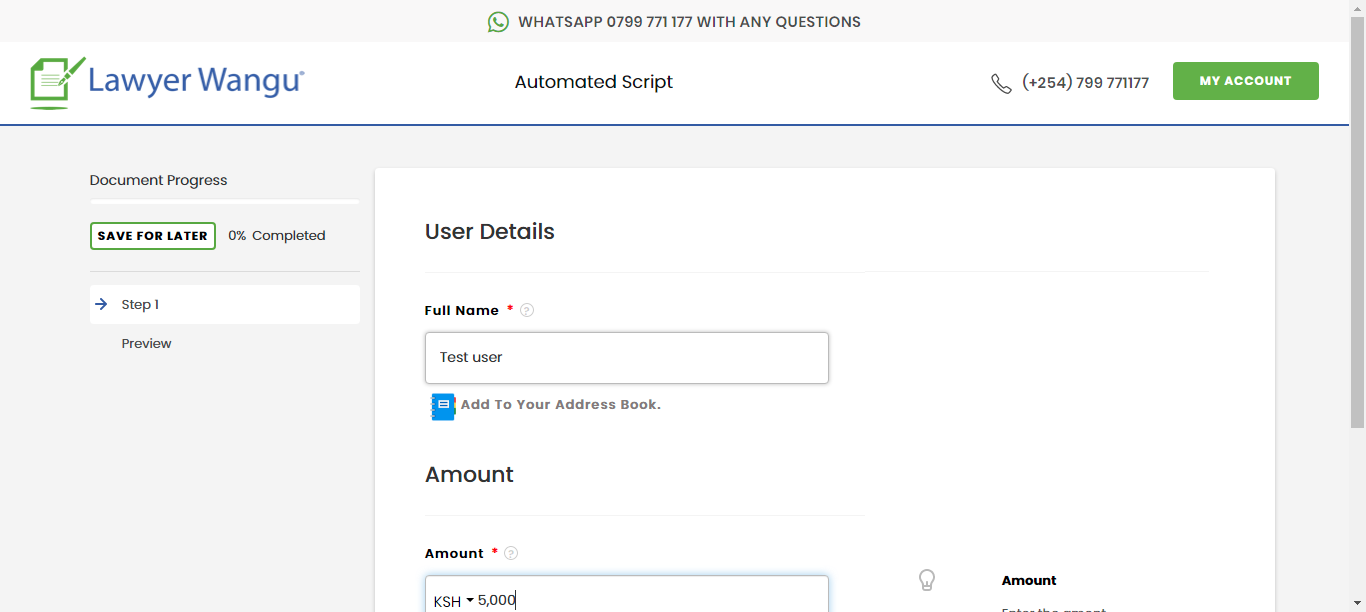 WHATSAPP 0799 771 177 WITH ANY QUESTIONS
Lawyer Wangu
Automated Script
(+254) 799 771177
MY ACCOUNT
Document Progress
SAVE FOR LATER
0% Completed
Step 1
Preview
User Details
Full Name * ?
Test user
Add To Your Address Book.
Amount
Amount * ?
KSH 5,000
Amount